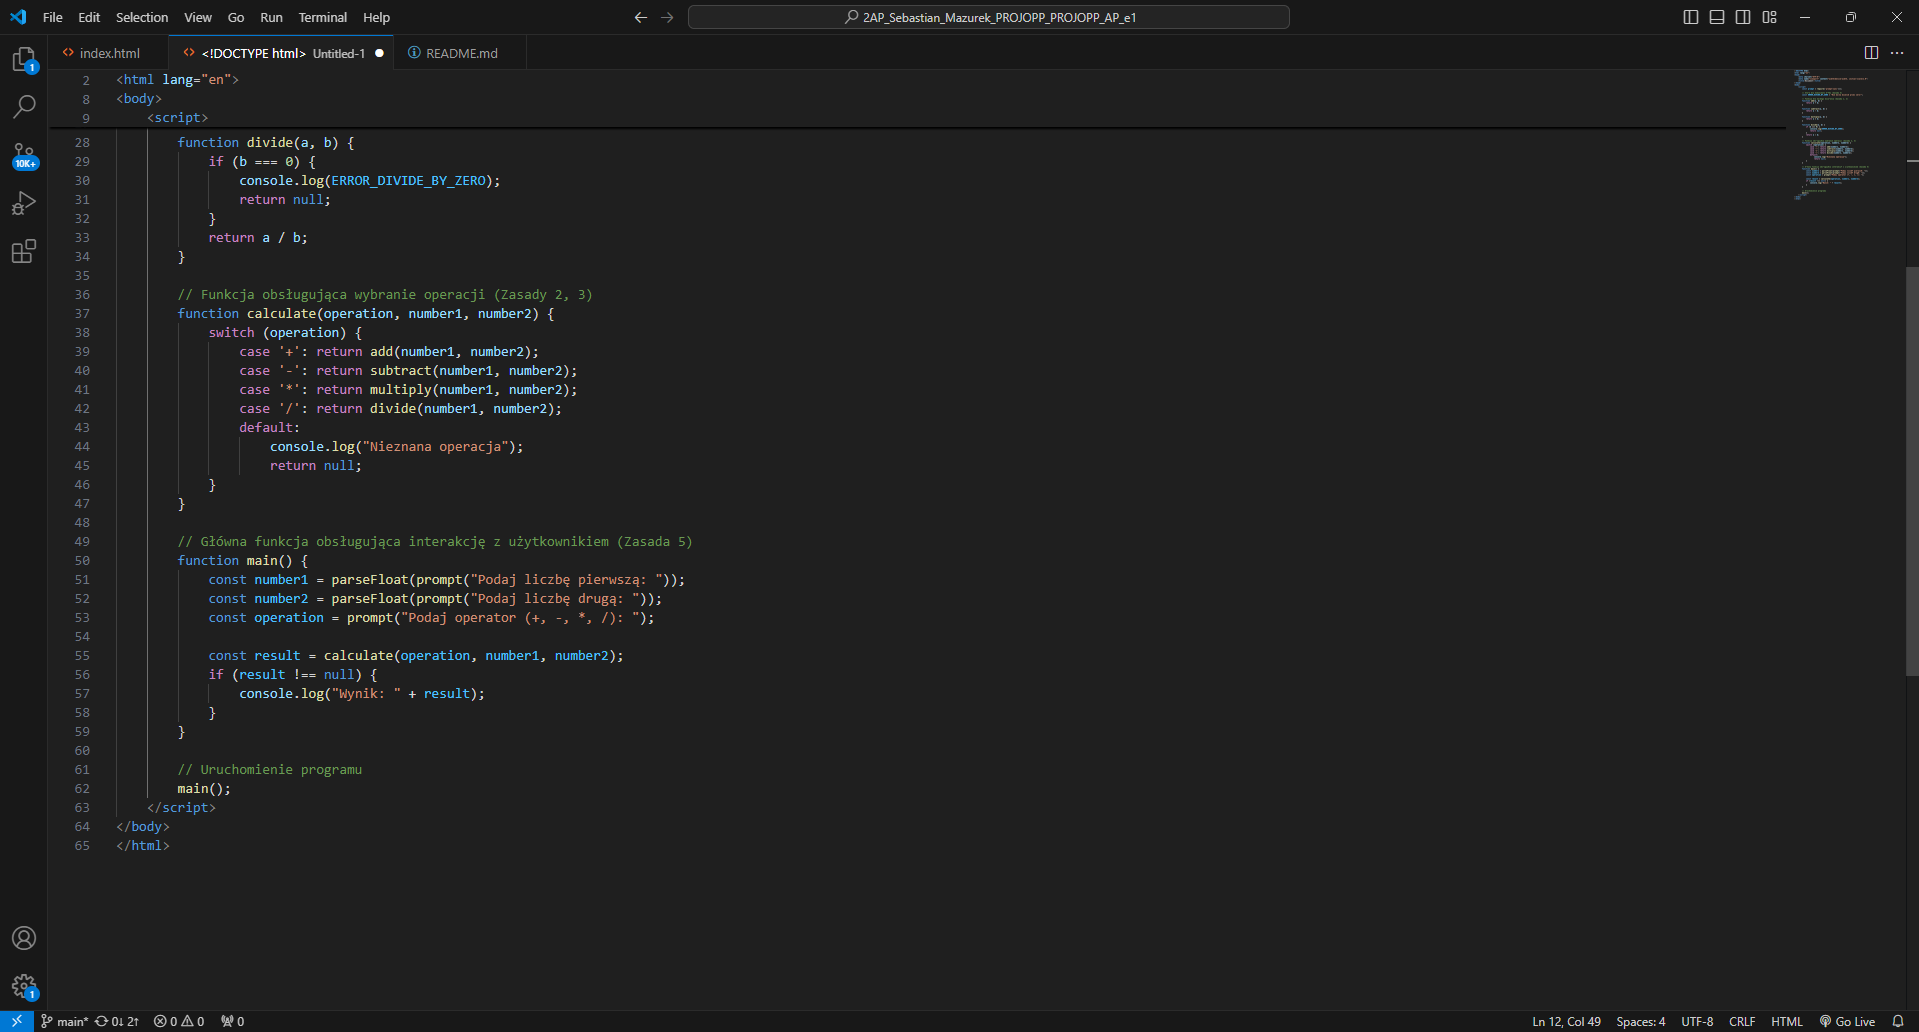 File Edit Selection View Go Run Terminal Help
2AP_Sebastian_Mazurek_PROJOPP_PROJOPP_AP_e1
index.html
<!DOCTYPE html> Untitled-1
README.md
1
10K+
2 <html lang="en">
8 <body>
9 <script>
28 function divide(a, b) {
29 if (b === 0) {
30 console.log(ERROR_DIVIDE_BY_ZERO);
31 return null;
32 }
33 return a / b;
34 }
35
36 // Funkcja obsługująca wybranie operacji (Zasady 2, 3)
37 function calculate(operation, number1, number2) {
38 switch (operation) {
39 case '+': return add(number1, number2);
40 case '-': return subtract(number1, number2);
41 case '*': return multiply(number1, number2);
42 case '/': return divide(number1, number2);
43 default:
44 console.log("Nieznana operacja");
45 return null;
46 }
47 }
48
49 // Główna funkcja obsługująca interakcję z użytkownikiem (Zasada 5)
50 function main() {
51 const number1 = parseFloat(prompt("Podaj liczbę pierwszą: "));
52 const number2 = parseFloat(prompt("Podaj liczbę drugą: "));
53 const operation = prompt("Podaj operator (+, -, *, /): ");
54
55 const result = calculate(operation, number1, number2);
56 if (result !== null) {
57 console.log("Wynik: " + result);
58 }
59 }
60
61 // Uruchomienie programu
62 main();
63 </script>
64 </body>
65 </html>
1
main* 0↓ 2↑ 0 0 0
Ln 12, Col 49 Spaces: 4 UTF-8 CRLF HTML Go Live